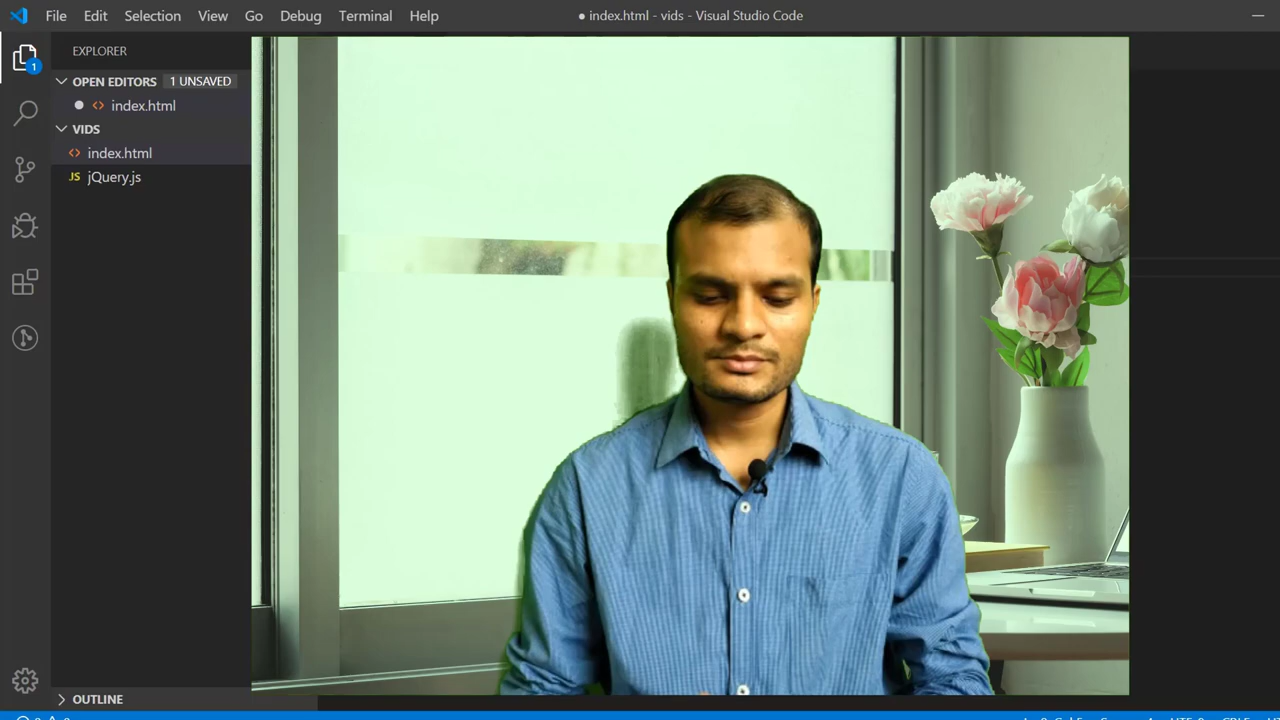 File Edit Selection View Go Debug Terminal Help
● index.html - vids - Visual Studio Code
EXPLORER
OPEN EDITORS 1 UNSAVED
index.html
VIDS
index.html
JS jQuery.js
OUTLINE
1